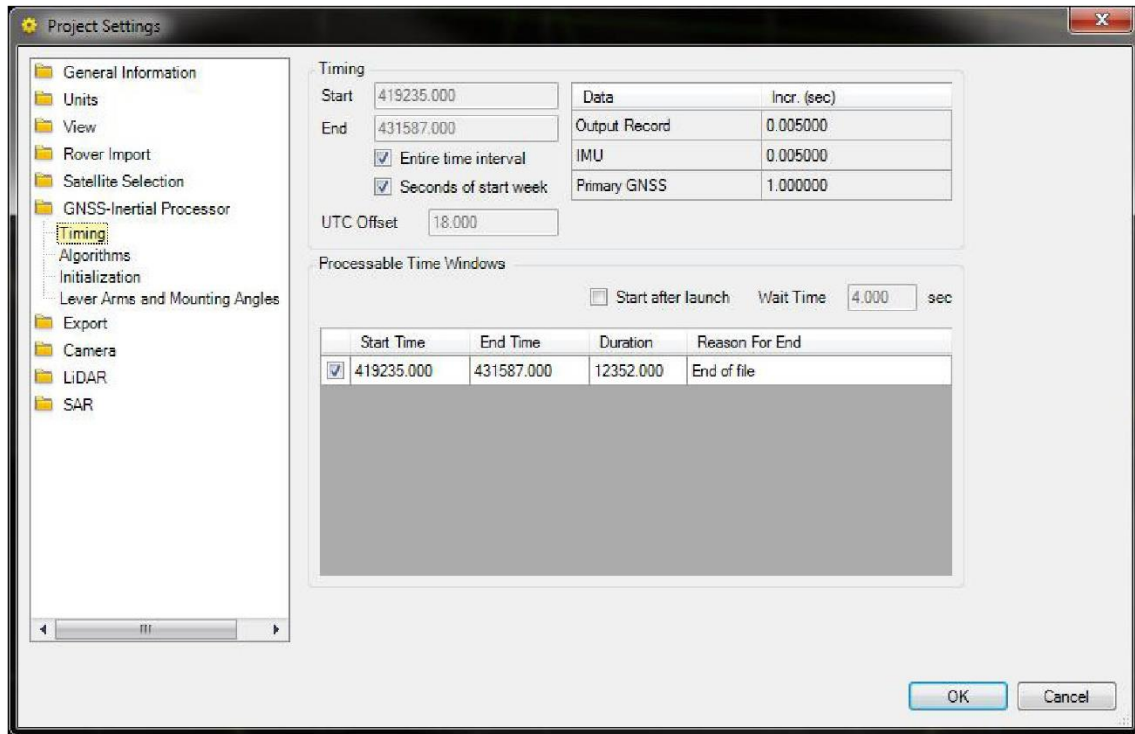 Project Settings
General Information
Units
View
Rover Import
Satellite Selection
GNSS-Inertial Processor
Timing
Algorithms
Initialization
Lever Arms and Mounting Angles
Export
Camera
LiDAR
SAR
Timing
Start 419235.000
End 431587.000
Entire time interval
Seconds of start week
UTC Offset 18.000
Data Incr. (sec)
Output Record 0.005000
IMU 0.005000
Primary GNSS 1.000000
Processable Time Windows
Start after launch Wait Time 4.000 sec
Start Time End Time Duration Reason For End
419235.000 431587.000 12352.000 End of file
OK Cancel